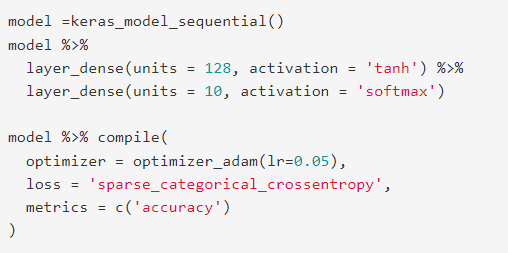 model =keras_model_sequential()
model %>%
  layer_dense(units = 128, activation = 'tanh') %>%
  layer_dense(units = 10, activation = 'softmax')

model %>% compile(
  optimizer = optimizer_adam(lr=0.05),
  loss = 'sparse_categorical_crossentropy',
  metrics = c('accuracy')
)